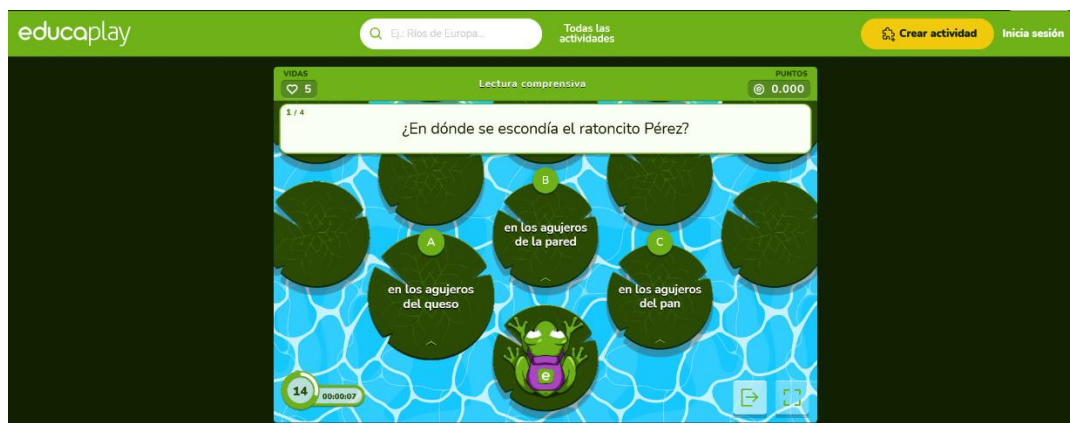 educaplay
Ej.: Ríos de Europa...
Todas las
actividades
Crear actividad
Inicia sesión
VIDAS
5
Lectura comprensiva
PUNTOS
0.000
1 / 4
¿En dónde se escondía el ratoncito Pérez?
B
en los agujeros
de la pared
A
en los agujeros
del queso
C
en los agujeros
del pan
e
14
00:00:07